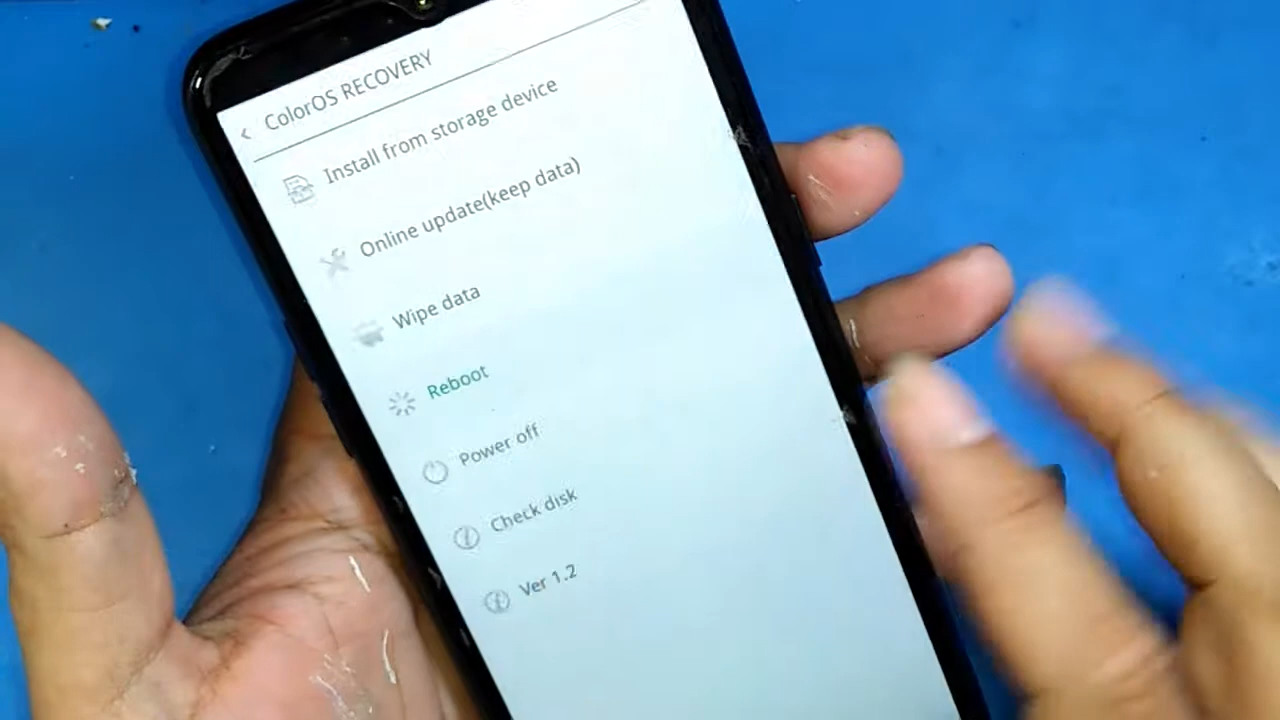 ColorOS RECOVERY
Install from storage device
Online update(keep data)
Wipe data
Reboot
Power off
Check disk
Ver 1.2